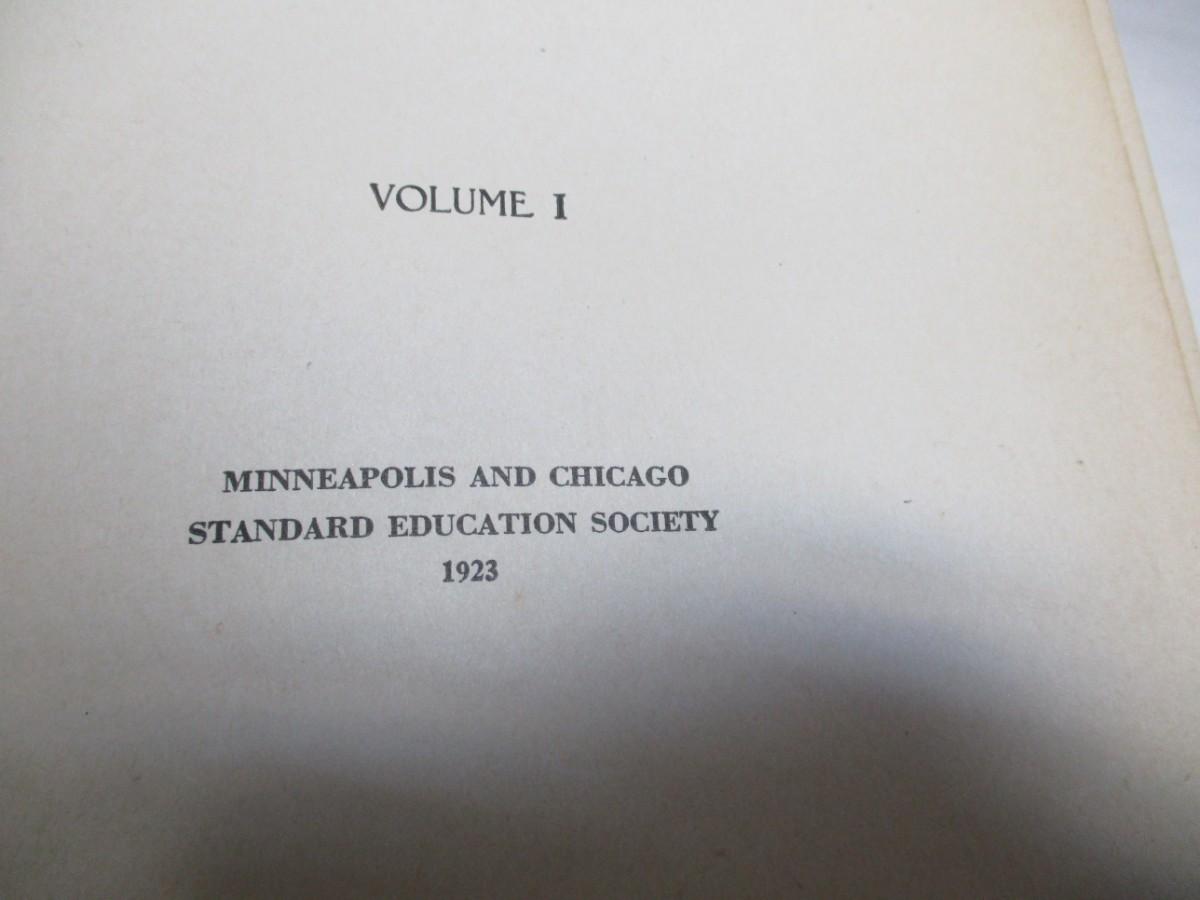 VOLUME I
MINNEAPOLIS AND CHICAGO
STANDARD EDUCATION SOCIETY
1923